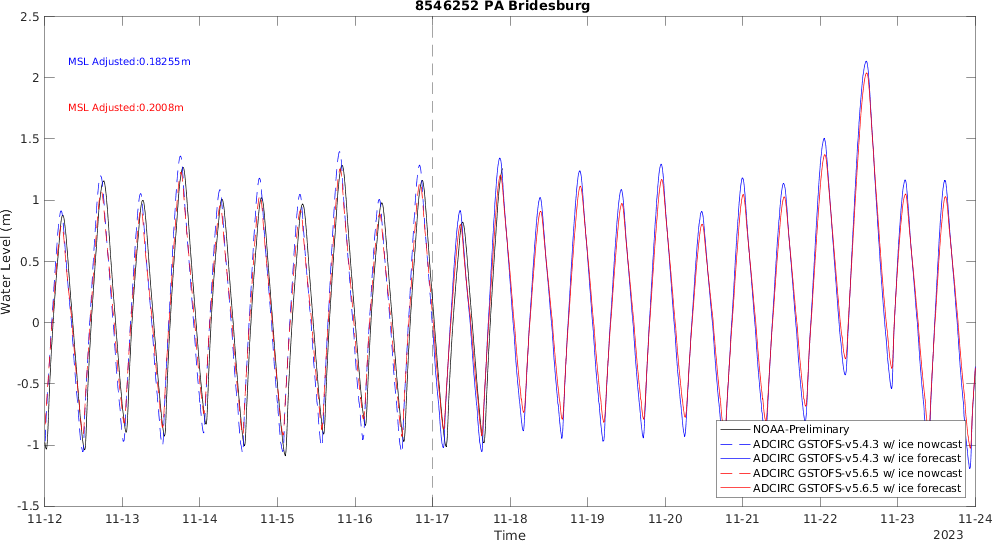 8546252 PA Bridesburg
MSL Adjusted:0.18255m
MSL Adjusted:0.2008m
Water Level (m)
2.5
2
1.5
1
0.5
0
-0.5
-1
-1.5
NOAA-Preliminary
ADCIRC GSTOFS-v5.4.3 w/ ice nowcast
ADCIRC GSTOFS-v5.4.3 w/ ice forecast
ADCIRC GSTOFS-v5.6.5 w/ ice nowcast
ADCIRC GSTOFS-v5.6.5 w/ ice forecast
11-12 11-13 11-14 11-15 11-16 11-17 11-18 11-19 11-20 11-21 11-22 11-23 11-24
Time
2023